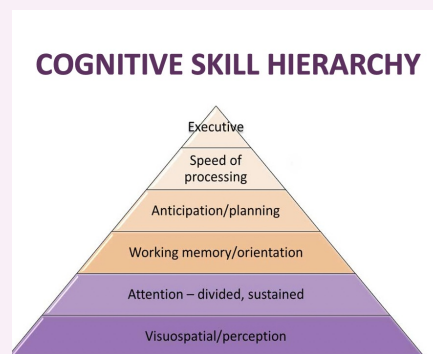 COGNITIVE SKILL HIERARCHY
Executive
Speed of
processing
Anticipation/planning
Working memory/orientation
Attention – divided, sustained
Visuospatial/perception